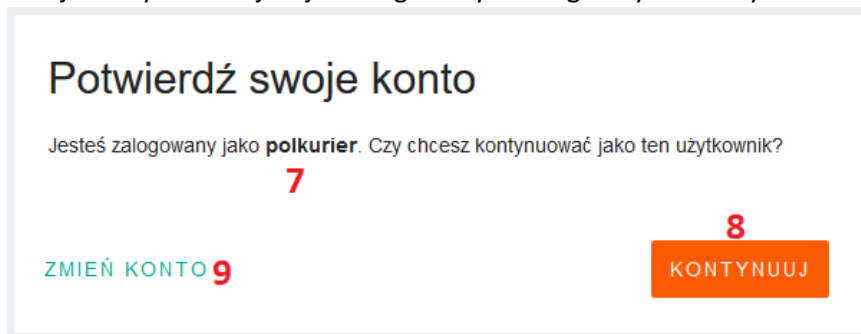 Potwierdź swoje konto
Jesteś zalogowany jako polkurier. Czy chcesz kontynuować jako ten użytkownik?
7
8
ZMIEŃ KONTO 9
KONTYNUUJ